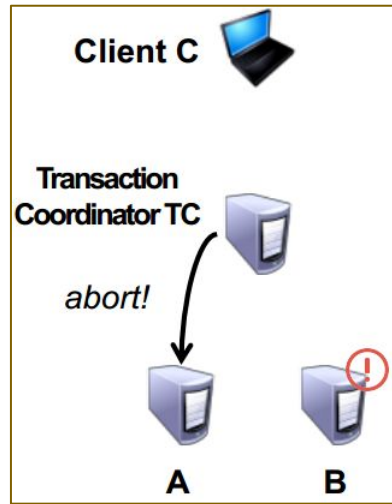 Client C
Transaction
Coordinator TC
abort!
A B